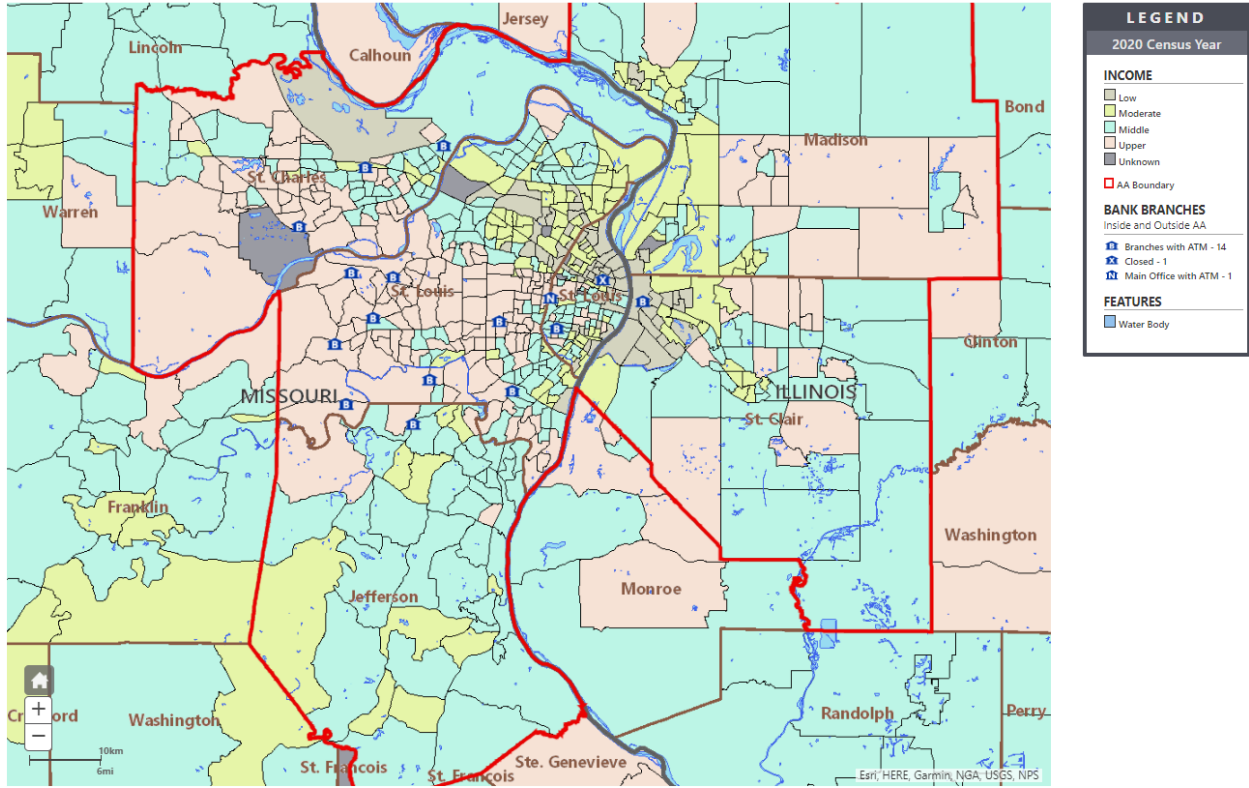 Jersey
Lincoln
Calhoun
Bond
Madison
St. Charles
Warren
St. Louis
St. Louis
Clinton
MISSOURI
ILLINOIS
St. Clair
Franklin
Washington
Monroe
Jefferson
Washington
Randolph
Perry
St. Francois
St. Francois
Ste. Genevieve
+
−
10km
6mi
Esri, HERE, Garmin, NGA, USGS, NPS
LEGEND
2020 Census Year
INCOME
Low
Moderate
Middle
Upper
Unknown
AA Boundary
BANK BRANCHES
Inside and Outside AA
B Branches with ATM - 14
X Closed - 1
N Main Office with ATM - 1
FEATURES
Water Body